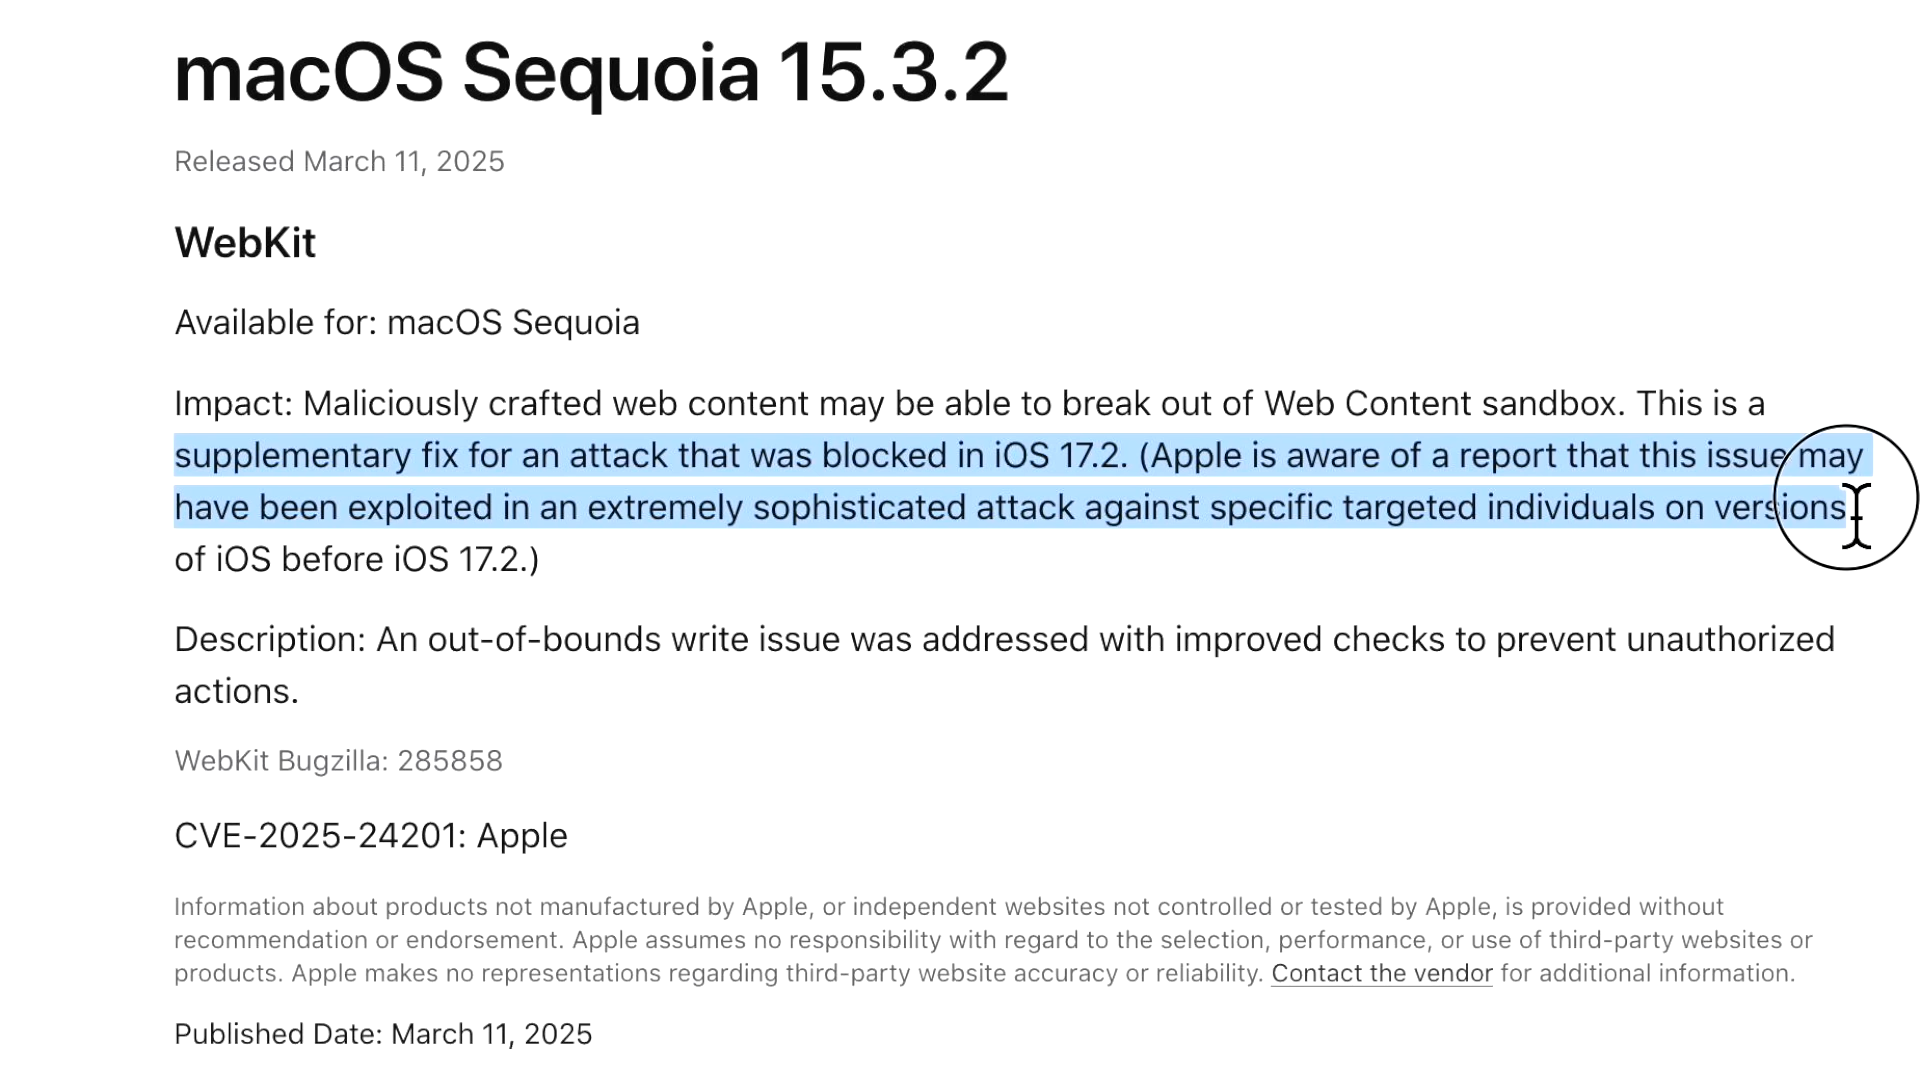 macOS Sequoia 15.3.2
Released March 11, 2025
WebKit
Available for: macOS Sequoia
Impact: Maliciously crafted web content may be able to break out of Web Content sandbox. This is a
supplementary fix for an attack that was blocked in iOS 17.2. (Apple is aware of a report that this issue may
have been exploited in an extremely sophisticated attack against specific targeted individuals on versions
of iOS before iOS 17.2.)
Description: An out-of-bounds write issue was addressed with improved checks to prevent unauthorized
actions.
WebKit Bugzilla: 285858
CVE-2025-24201: Apple
Information about products not manufactured by Apple, or independent websites not controlled or tested by Apple, is provided without
recommendation or endorsement. Apple assumes no responsibility with regard to the selection, performance, or use of third-party websites or
products. Apple makes no representations regarding third-party website accuracy or reliability. Contact the vendor for additional information.
Published Date: March 11, 2025